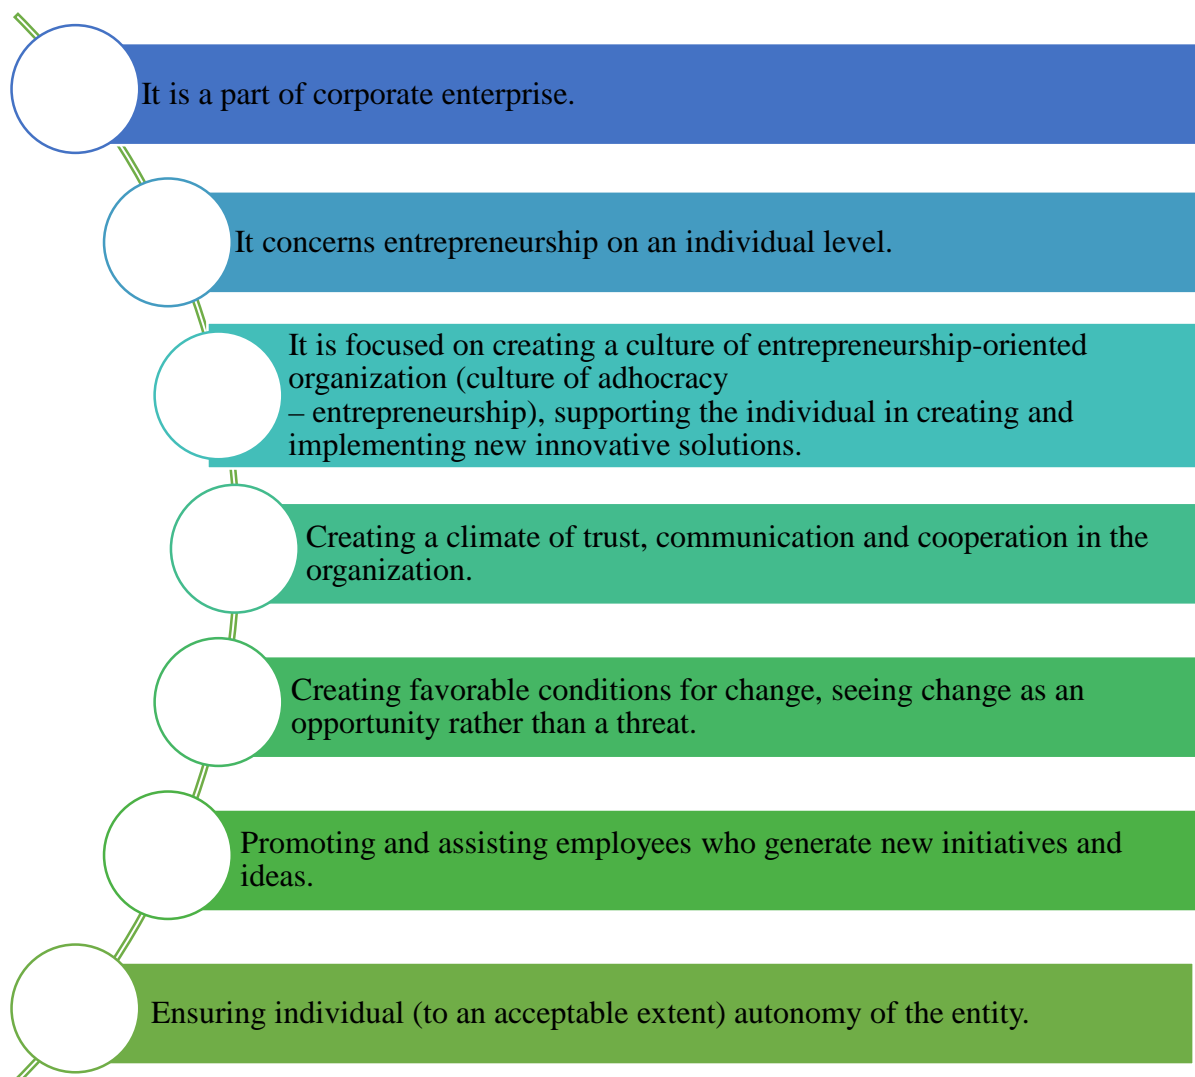 It is a part of corporate enterprise.
It concerns entrepreneurship on an individual level.
It is focused on creating a culture of entrepreneurship-oriented
organization (culture of adhocracy
– entrepreneurship), supporting the individual in creating and
implementing new innovative solutions.
Creating a climate of trust, communication and cooperation in the
organization.
Creating favorable conditions for change, seeing change as an
opportunity rather than a threat.
Promoting and assisting employees who generate new initiatives and
ideas.
Ensuring individual (to an acceptable extent) autonomy of the entity.